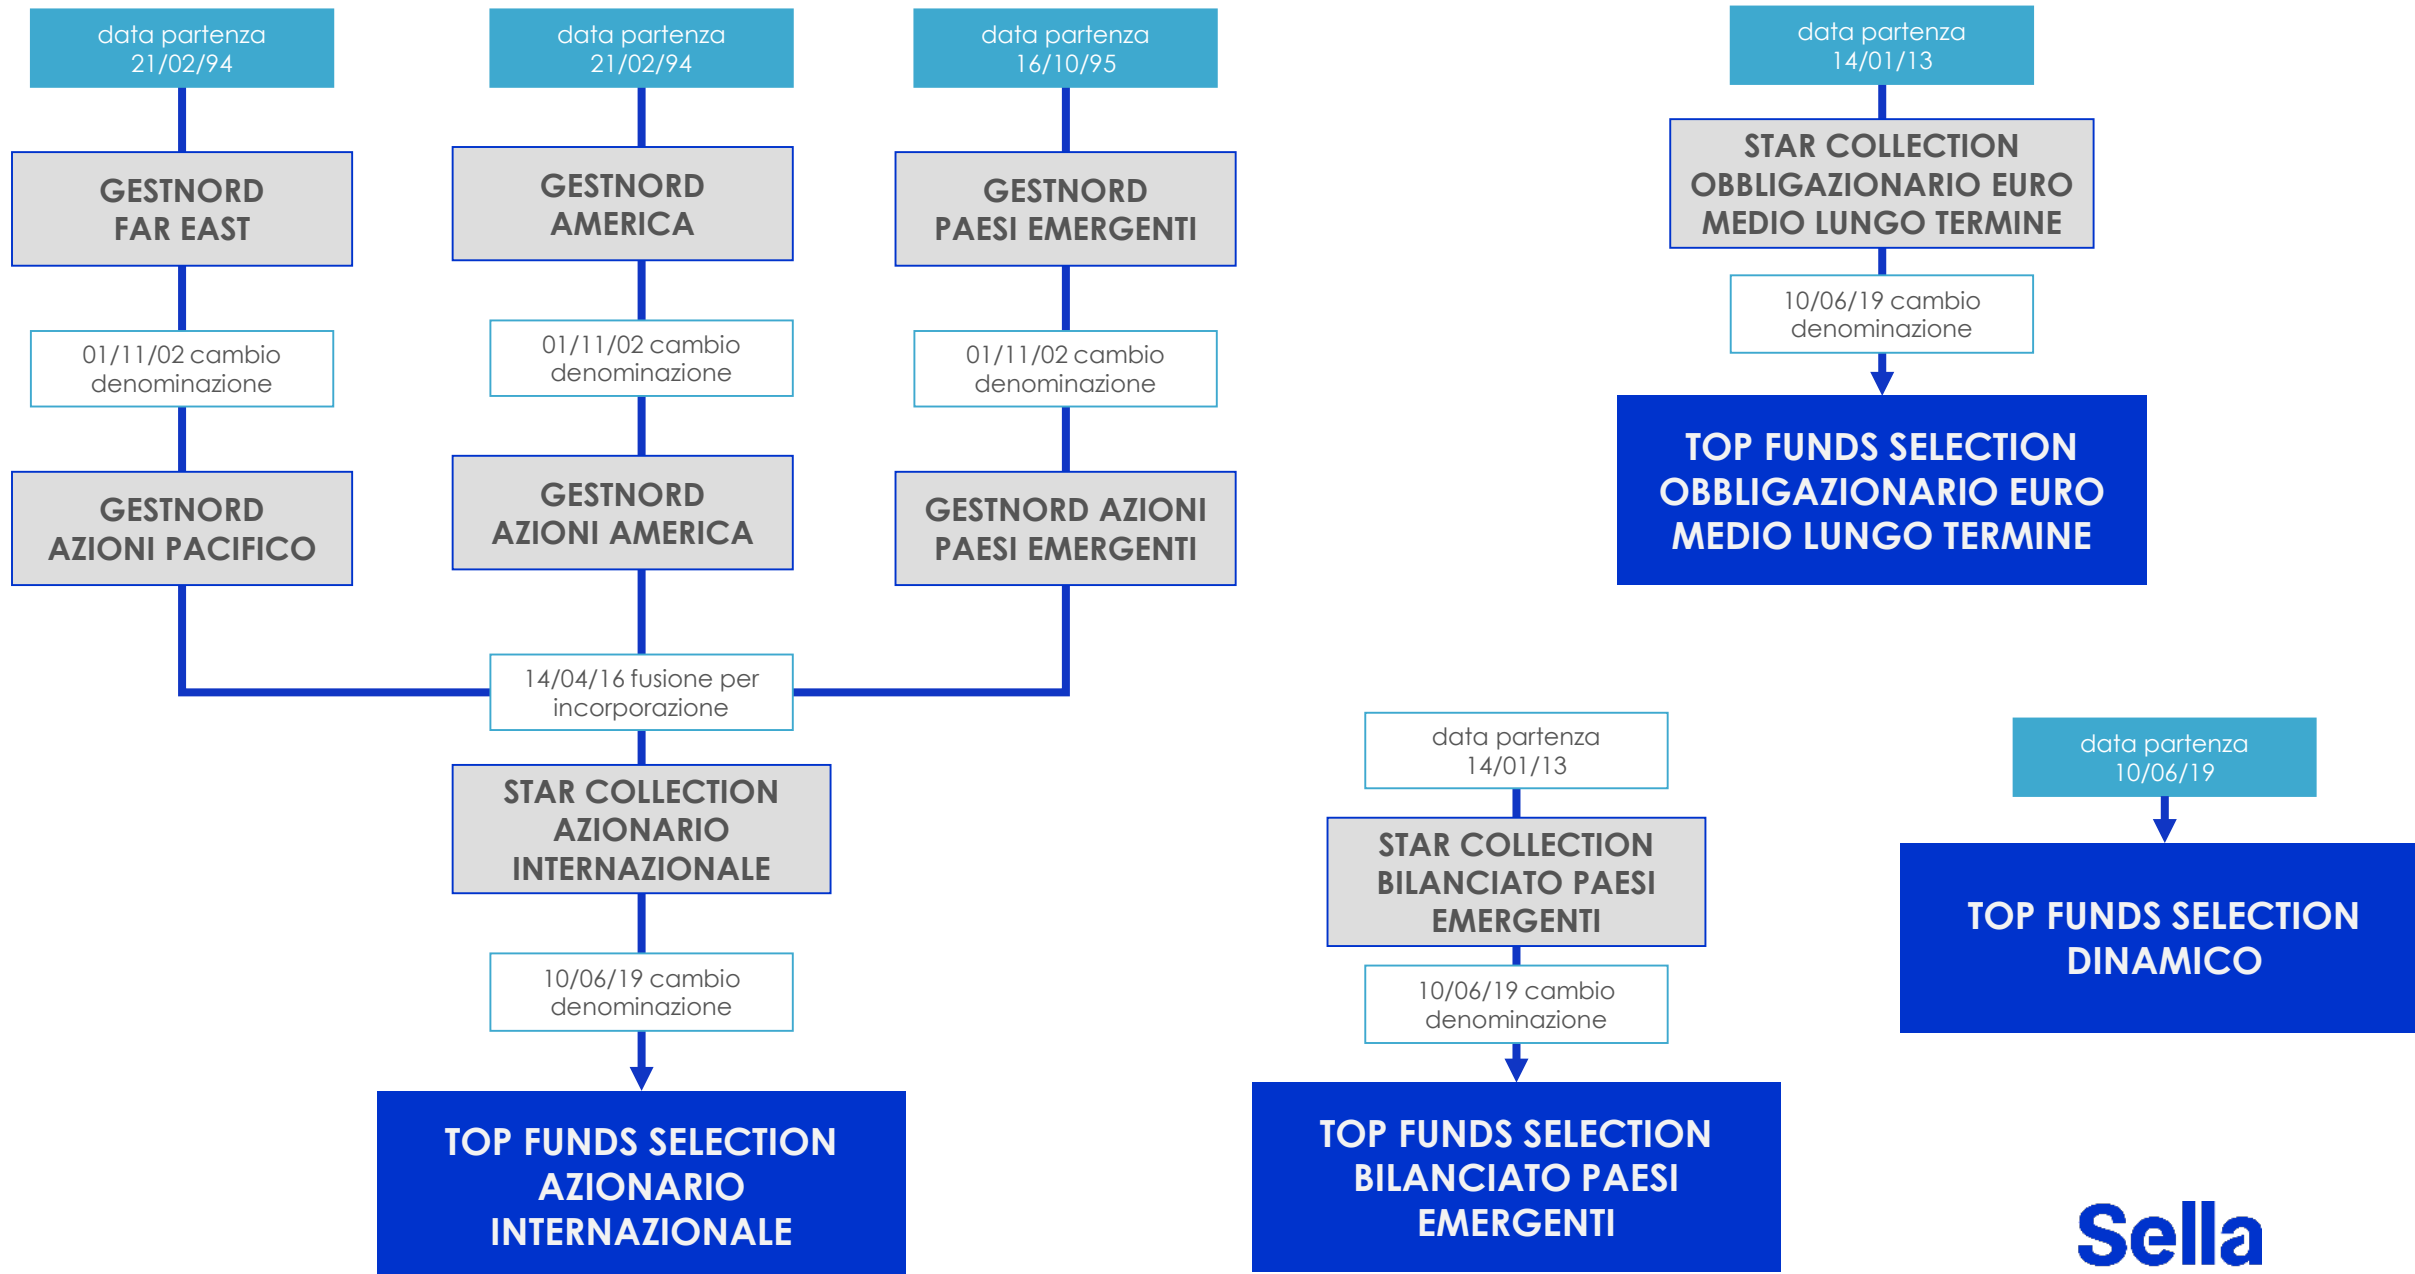 data partenza
21/02/94
GESTNORD
FAR EAST
01/11/02 cambio
denominazione
GESTNORD
AZIONI PACIFICO
data partenza
21/02/94
GESTNORD
AMERICA
01/11/02 cambio
denominazione
GESTNORD
AZIONI AMERICA
data partenza
16/10/95
GESTNORD
PAESI EMERGENTI
01/11/02 cambio
denominazione
GESTNORD AZIONI
PAESI EMERGENTI
14/04/16 fusione per
incorporazione
STAR COLLECTION
AZIONARIO
INTERNAZIONALE
10/06/19 cambio
denominazione
TOP FUNDS SELECTION
AZIONARIO
INTERNAZIONALE
data partenza
14/01/13
STAR COLLECTION
OBBLIGAZIONARIO EURO
MEDIO LUNGO TERMINE
10/06/19 cambio
denominazione
TOP FUNDS SELECTION
OBBLIGAZIONARIO EURO
MEDIO LUNGO TERMINE
data partenza
14/01/13
STAR COLLECTION
BILANCIATO PAESI
EMERGENTI
10/06/19 cambio
denominazione
TOP FUNDS SELECTION
BILANCIATO PAESI
EMERGENTI
data partenza
10/06/19
TOP FUNDS SELECTION
DINAMICO
Sella